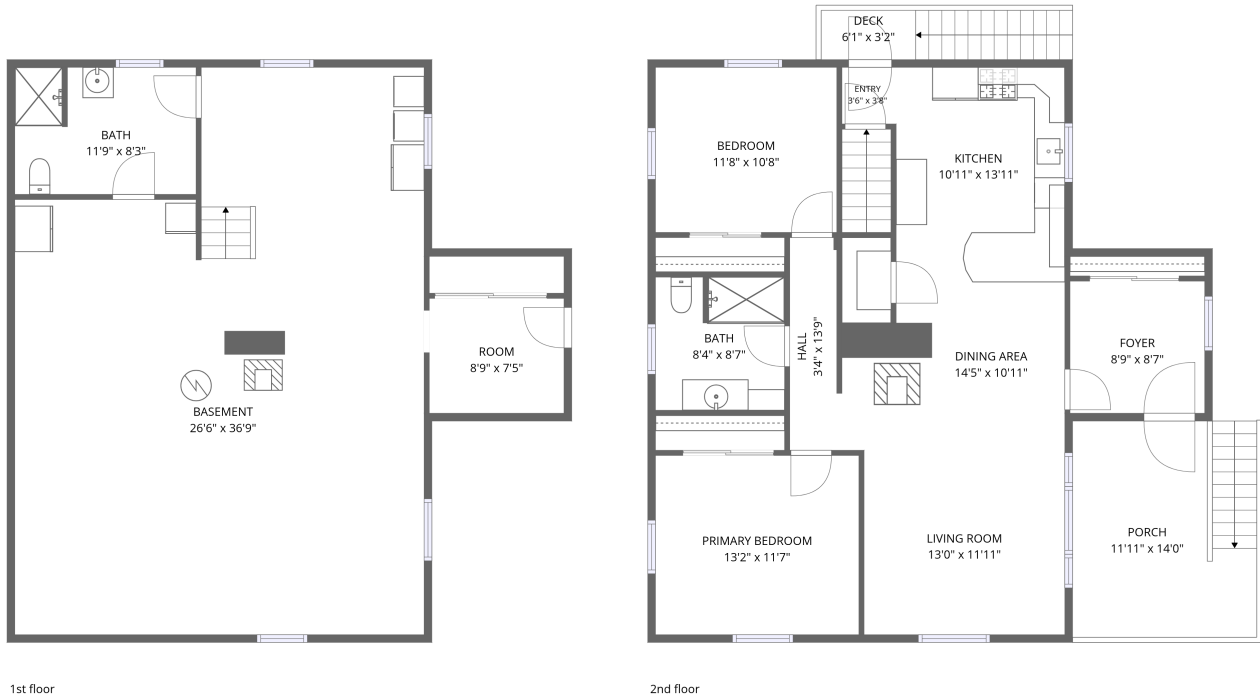 BATH
11'9" x 8'3"
ROOM
8'9" x 7'5"
BASEMENT
26'6" x 36'9"
1st floor
DECK
6'1" x 3'2"
ENTRY
3'6" x 3'8"
BEDROOM
11'8" x 10'8"
KITCHEN
10'11" x 13'11"
BATH
8'4" x 8'7"
HALL
3'4" x 13'9"
DINING AREA
14'5" x 10'11"
FOYER
8'9" x 8'7"
PRIMARY BEDROOM
13'2" x 11'7"
LIVING ROOM
13'0" x 11'11"
PORCH
11'11" x 14'0"
2nd floor